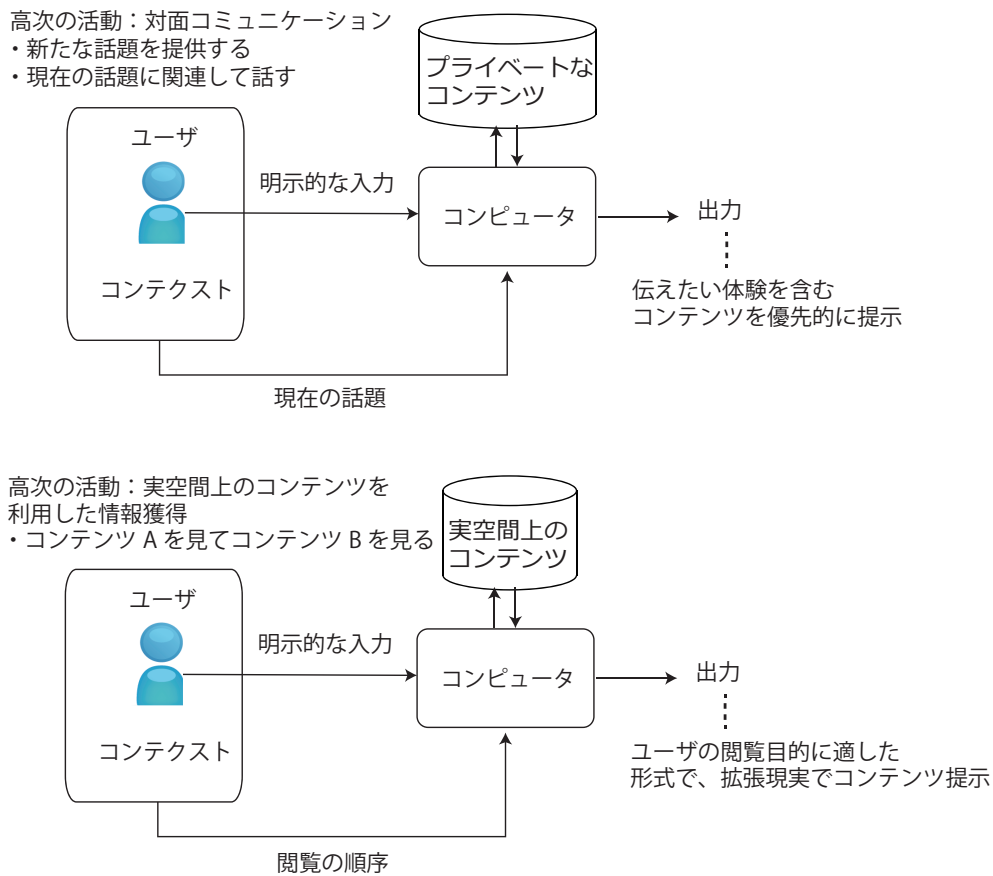 高次の活動：対面コミュニケーション
・新たな話題を提供する
・現在の話題に関連して話す
プライベートな
コンテンツ
ユーザ
明示的な入力
コンピュータ
出力
コンテクスト
伝えたい体験を含む
コンテンツを優先的に提示
現在の話題
高次の活動：実空間上のコンテンツを
利用した情報獲得
・コンテンツ A を見てコンテンツ B を見る
実空間上の
コンテンツ
ユーザ
明示的な入力
コンピュータ
出力
コンテクスト
ユーザの閲覧目的に適した
形式で、拡張現実でコンテンツ提示
閲覧の順序